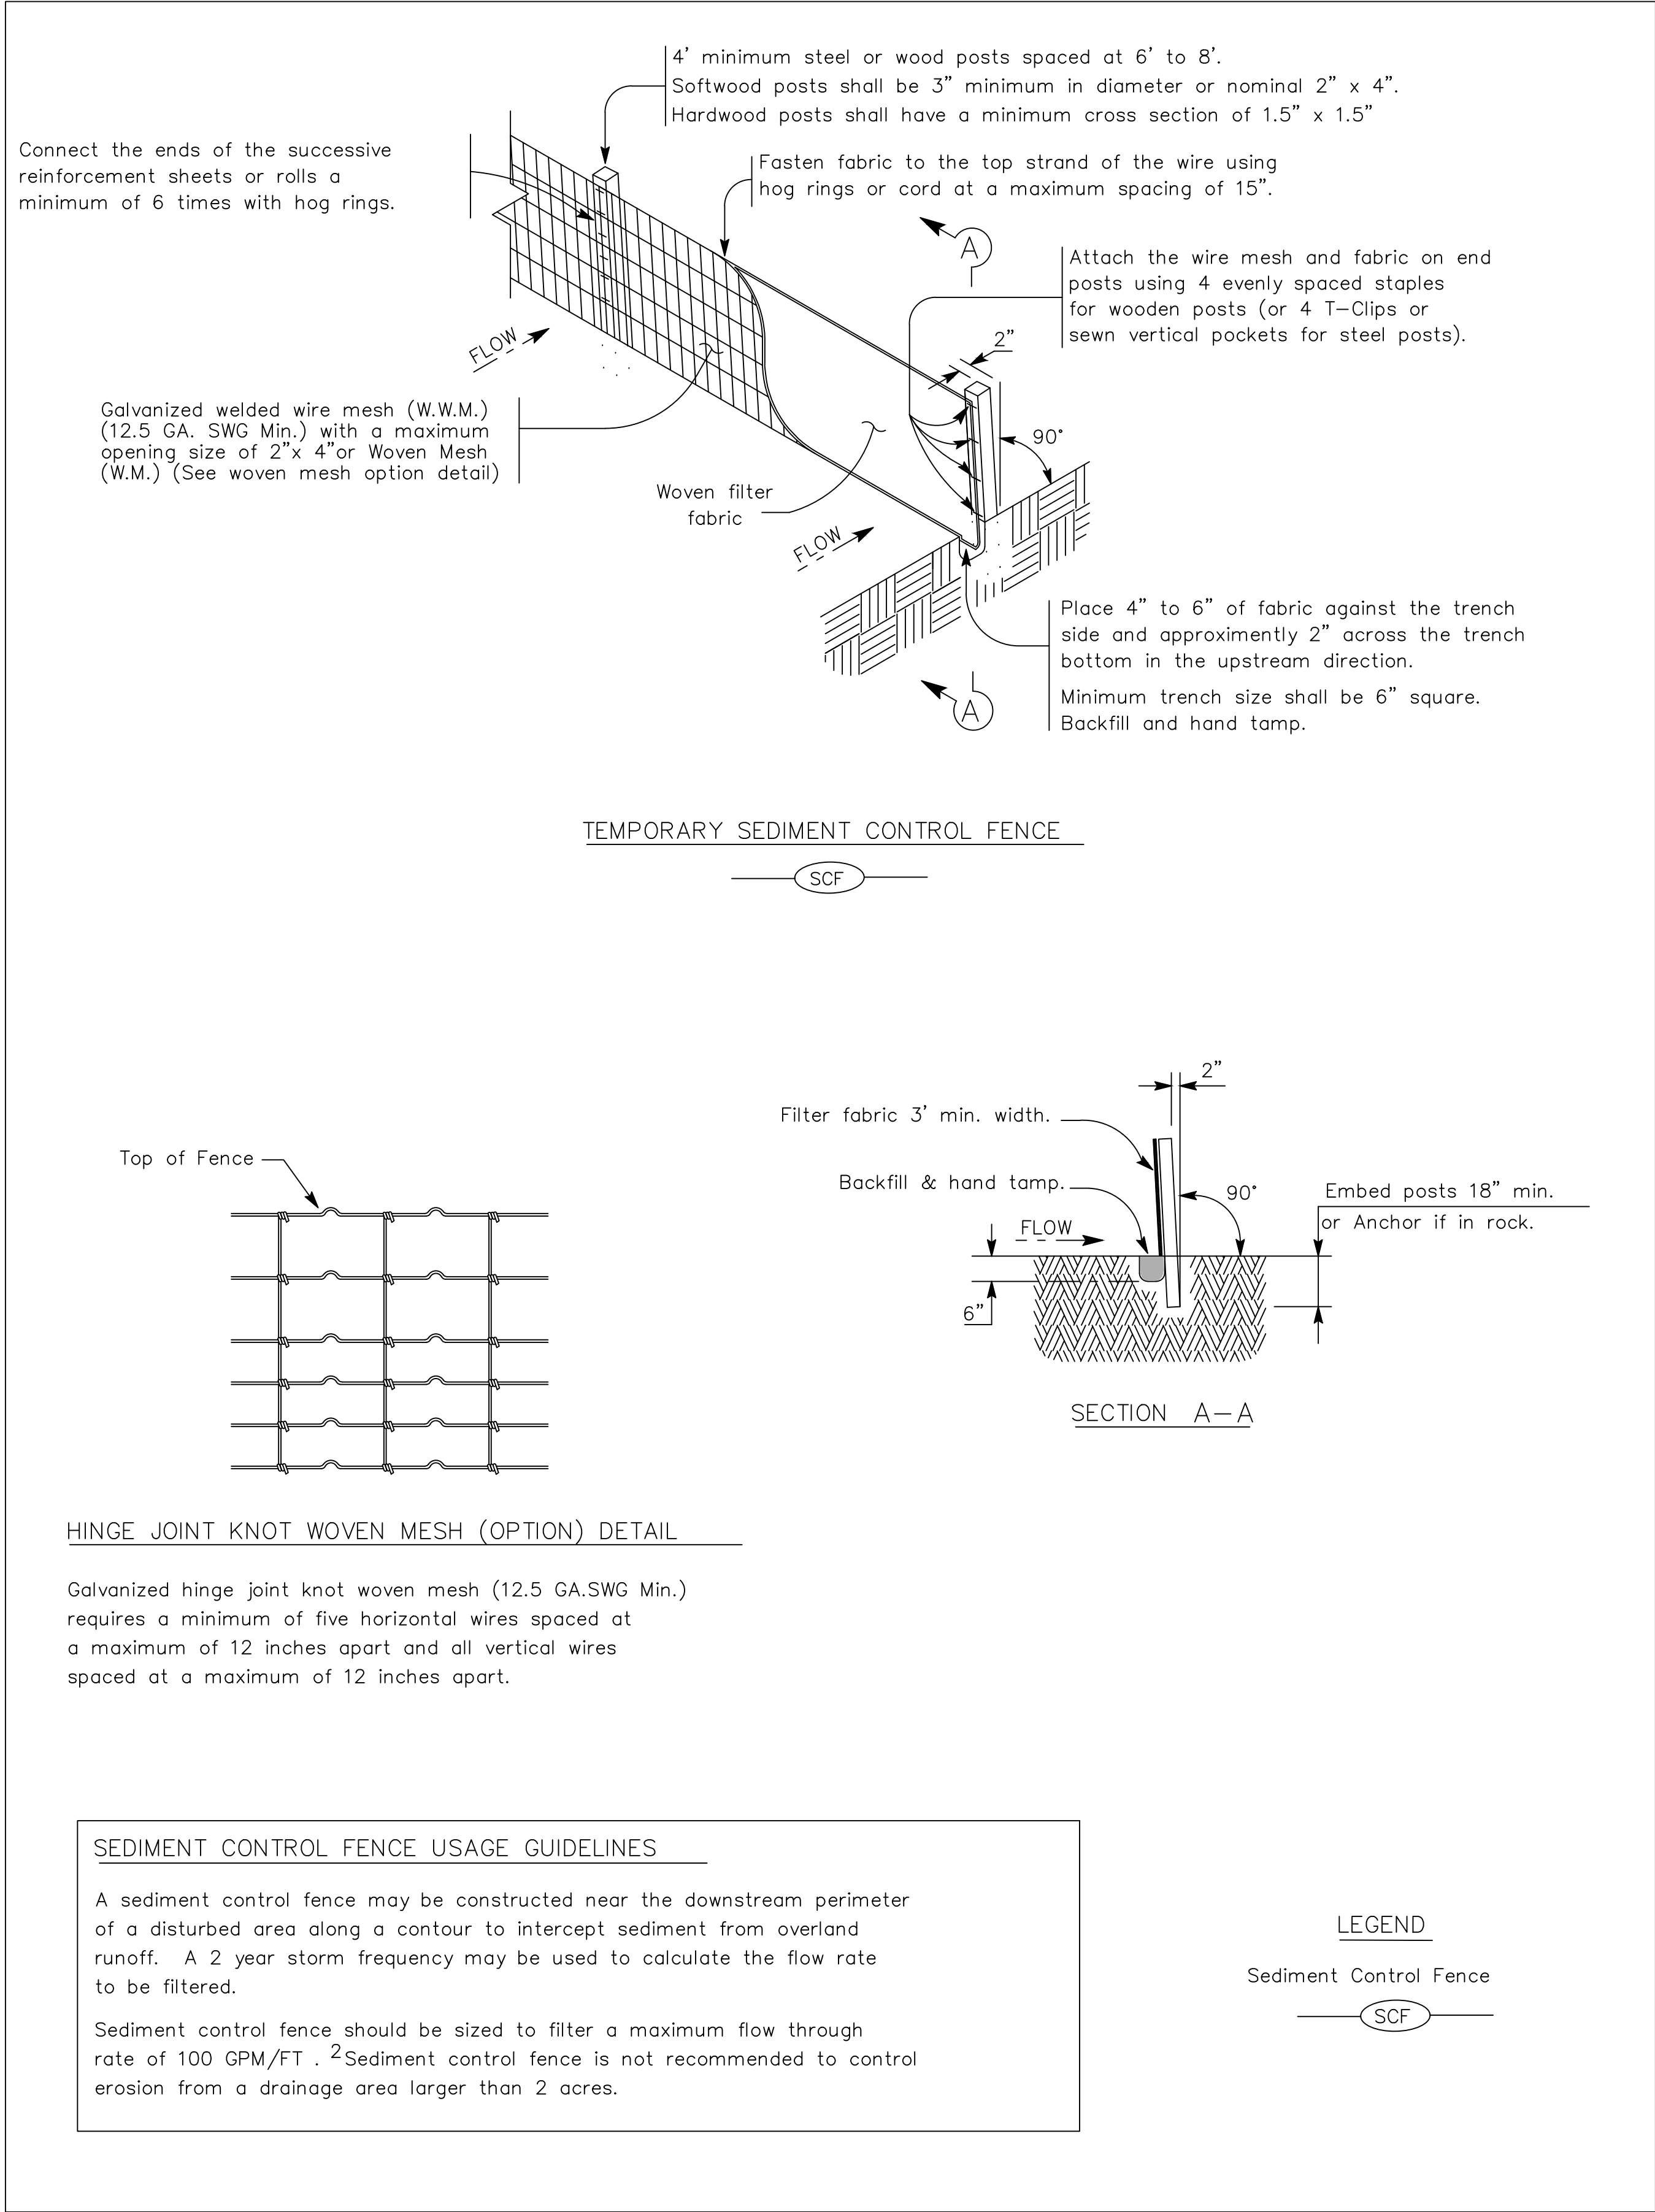 4' minimum steel or wood posts spaced at 6' to 8'.
Softwood posts shall be 3" minimum in diameter or nominal 2" x 4".
Hardwood posts shall have a minimum cross section of 1.5" x 1.5"
Connect the ends of the successive
reinforcement sheets or rolls a
minimum of 6 times with hog rings.
Fasten fabric to the top strand of the wire using
hog rings or cord at a maximum spacing of 15".
A
Attach the wire mesh and fabric on end
posts using 4 evenly spaced staples
for wooden posts (or 4 T-Clips or
sewn vertical pockets for steel posts).
FLOW
2"
90°
Galvanized welded wire mesh (W.W.M.)
(12.5 GA. SWG Min.) with a maximum
opening size of 2"x 4"or Woven Mesh
(W.M.) (See woven mesh option detail)
Woven filter
fabric
FLOW
Place 4" to 6" of fabric against the trench
side and approximently 2" across the trench
bottom in the upstream direction.
Minimum trench size shall be 6" square.
Backfill and hand tamp.
A
TEMPORARY SEDIMENT CONTROL FENCE
SCF
2"
Filter fabric 3' min. width.
Backfill & hand tamp.
FLOW
90°
Embed posts 18" min.
or Anchor if in rock.
6"
SECTION A-A
Top of Fence
HINGE JOINT KNOT WOVEN MESH (OPTION) DETAIL
Galvanized hinge joint knot woven mesh (12.5 GA.SWG Min.)
requires a minimum of five horizontal wires spaced at
a maximum of 12 inches apart and all vertical wires
spaced at a maximum of 12 inches apart.
SEDIMENT CONTROL FENCE USAGE GUIDELINES
A sediment control fence may be constructed near the downstream perimeter
of a disturbed area along a contour to intercept sediment from overland
runoff. A 2 year storm frequency may be used to calculate the flow rate
to be filtered.
Sediment control fence should be sized to filter a maximum flow through
rate of 100 GPM/FT . 2Sediment control fence is not recommended to control
erosion from a drainage area larger than 2 acres.
LEGEND
Sediment Control Fence
SCF